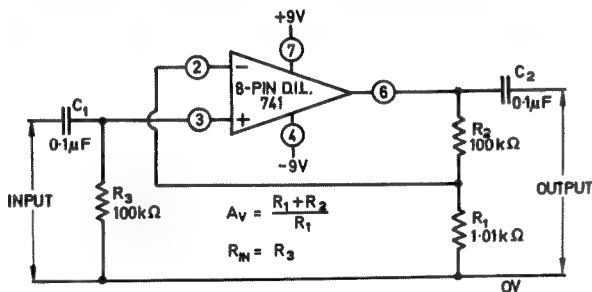 +9V
7
2
−
8-PIN D.I.L.
741
6
3
+
4
−9V
C₁
0·1µF
C₂
0·1µF
R₂
100kΩ
INPUT
R₃
100kΩ
Aᵥ = R₁+R₂
R₁
R_IN = R₃
R₁
1·01kΩ
OUTPUT
0V